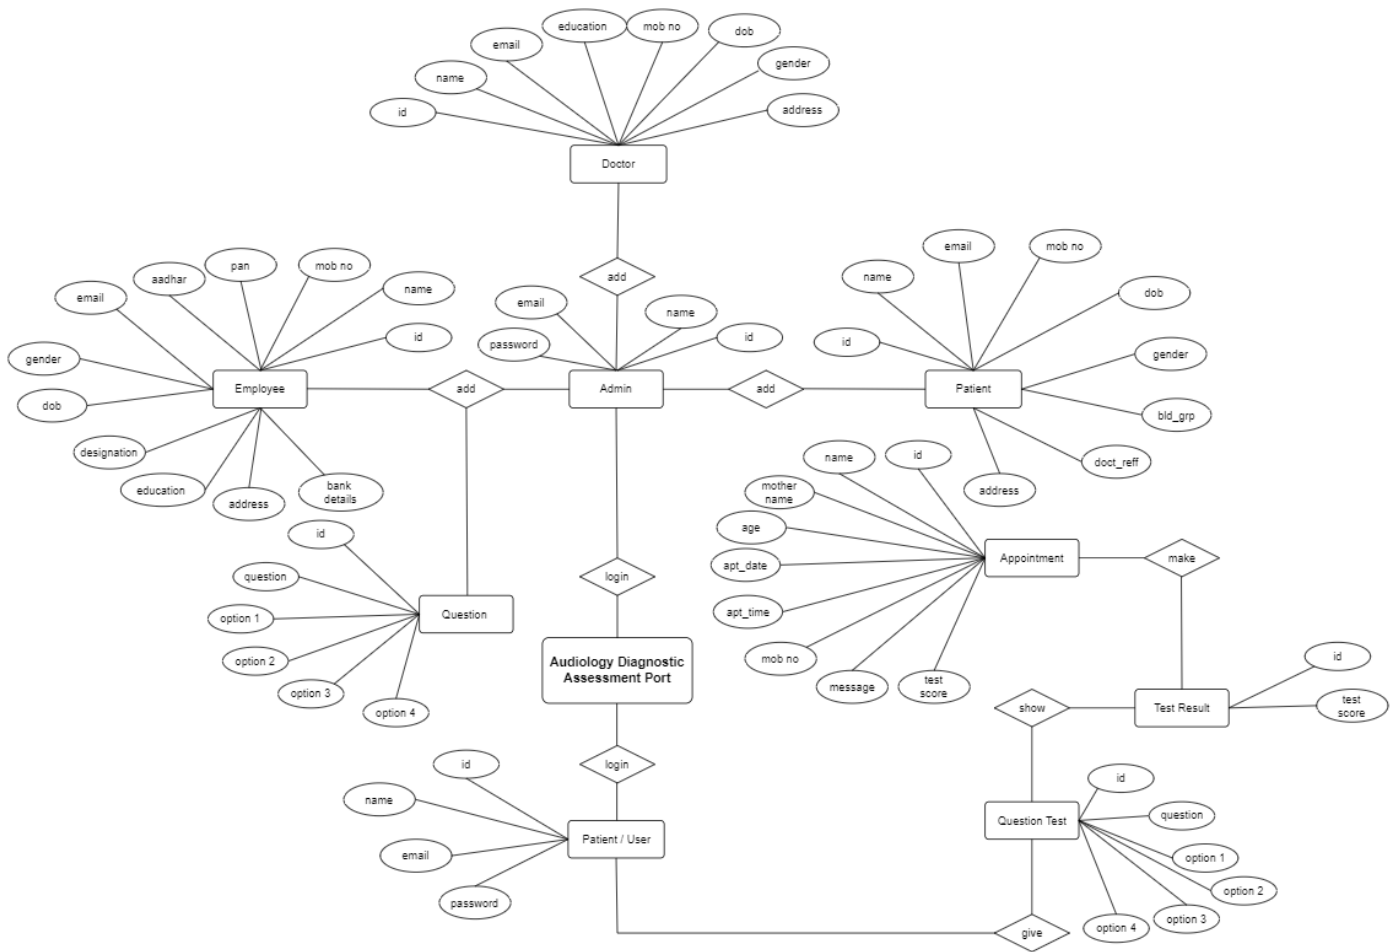 education
mob no
dob
email
gender
name
address
id
Doctor
add
email
mob no
name
dob
id
gender
bld_grp
doct_reff
address
Patient
pan
mob no
aadhar
name
email
id
gender
dob
designation
education
address
bank
details
Employee
add
email
name
password
id
Admin
add
id
question
option 1
option 2
option 3
option 4
Question
login
Audiology Diagnostic
Assessment Port
login
id
name
email
password
Patient / User
id
name
mother
name
age
apt_date
apt_time
mob no
message
test
score
Appointment
make
id
test
score
Test Result
show
id
question
option 1
option 2
option 3
option 4
Question Test
give